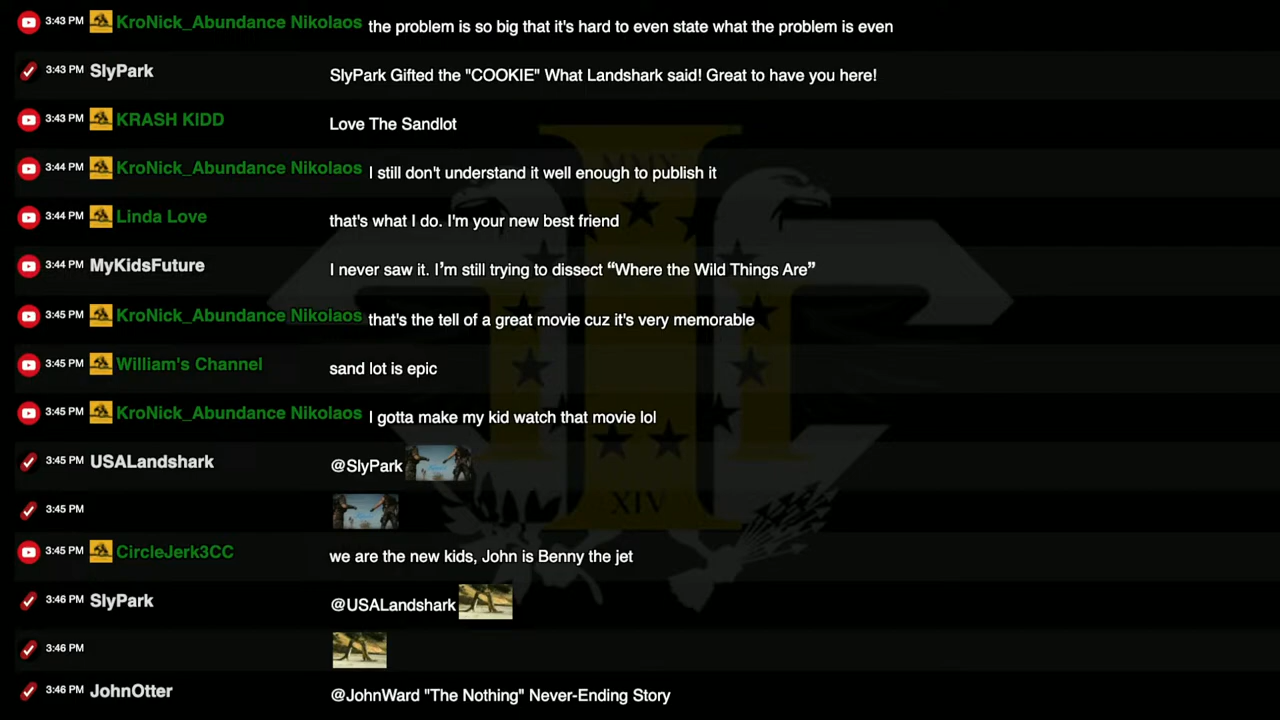 3:43 PM KroNick_Abundance Nikolaos the problem is so big that it's hard to even state what the problem is even
3:43 PM SlyPark SlyPark Gifted the "COOKIE" What Landshark said! Great to have you here!
3:43 PM KRASH KIDD Love The Sandlot
3:44 PM KroNick_Abundance Nikolaos I still don't understand it well enough to publish it
3:44 PM Linda Love that's what I do. I'm your new best friend
3:44 PM MyKidsFuture I never saw it. I’m still trying to dissect “Where the Wild Things Are”
3:45 PM KroNick_Abundance Nikolaos that's the tell of a great movie cuz it's very memorable
3:45 PM William's Channel sand lot is epic
3:45 PM KroNick_Abundance Nikolaos I gotta make my kid watch that movie lol
3:45 PM USALandshark @SlyPark
3:45 PM
3:45 PM CircleJerk3CC we are the new kids, John is Benny the jet
3:46 PM SlyPark @USALandshark
3:46 PM
3:46 PM JohnOtter @JohnWard "The Nothing" Never-Ending Story
XIV